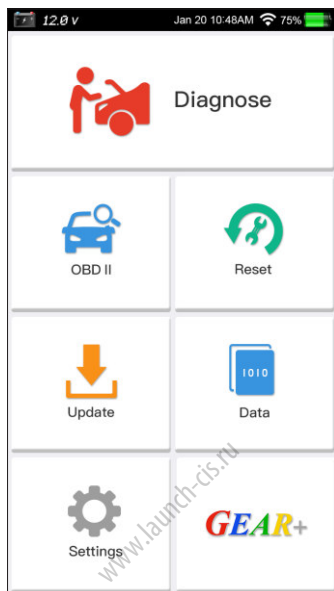 12.0 v Jan 20 10:48AM 75%
Diagnose
OBD II Reset
1010
Update Data
www.launch-cis.ru
Settings GEAR+